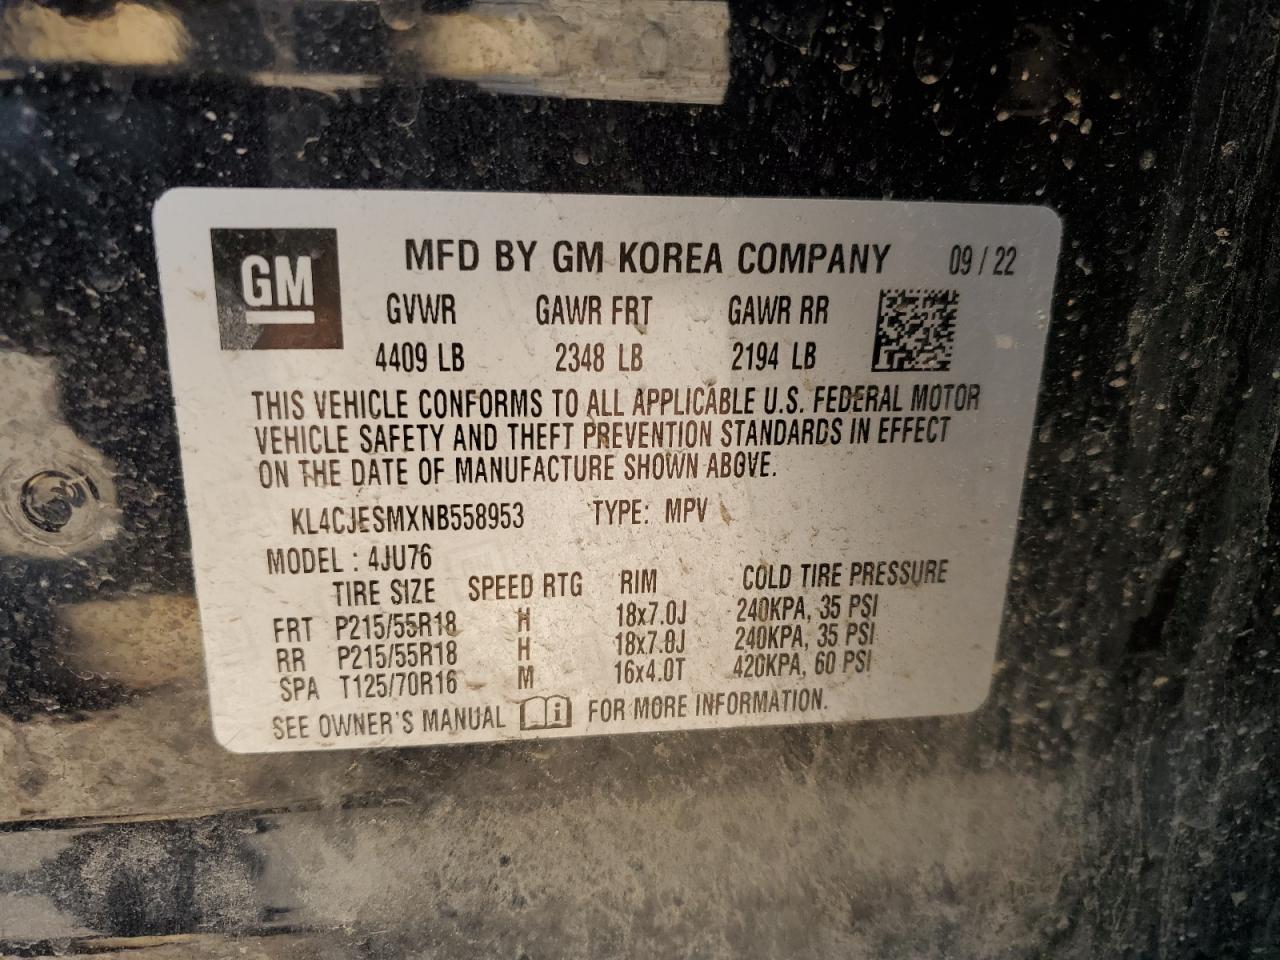 GM
MFD BY GM KOREA COMPANY 09 / 22
GVWR GAWR FRT GAWR RR
4409 LB 2348 LB 2194 LB
THIS VEHICLE CONFORMS TO ALL APPLICABLE U.S. FEDERAL MOTOR
VEHICLE SAFETY AND THEFT PREVENTION STANDARDS IN EFFECT
ON THE DATE OF MANUFACTURE SHOWN ABOVE.
KL4CJESMXNB558953 TYPE: MPV
MODEL : 4JU76
TIRE SIZE SPEED RTG RIM COLD TIRE PRESSURE
FRT P215/55R18 H 18x7.0J 240KPA, 35 PSI
RR P215/55R18 H 18x7.0J 240KPA, 35 PSI
SPA T125/70R16 M 16x4.0T 420KPA, 60 PSI
SEE OWNER'S MANUAL i FOR MORE INFORMATION.